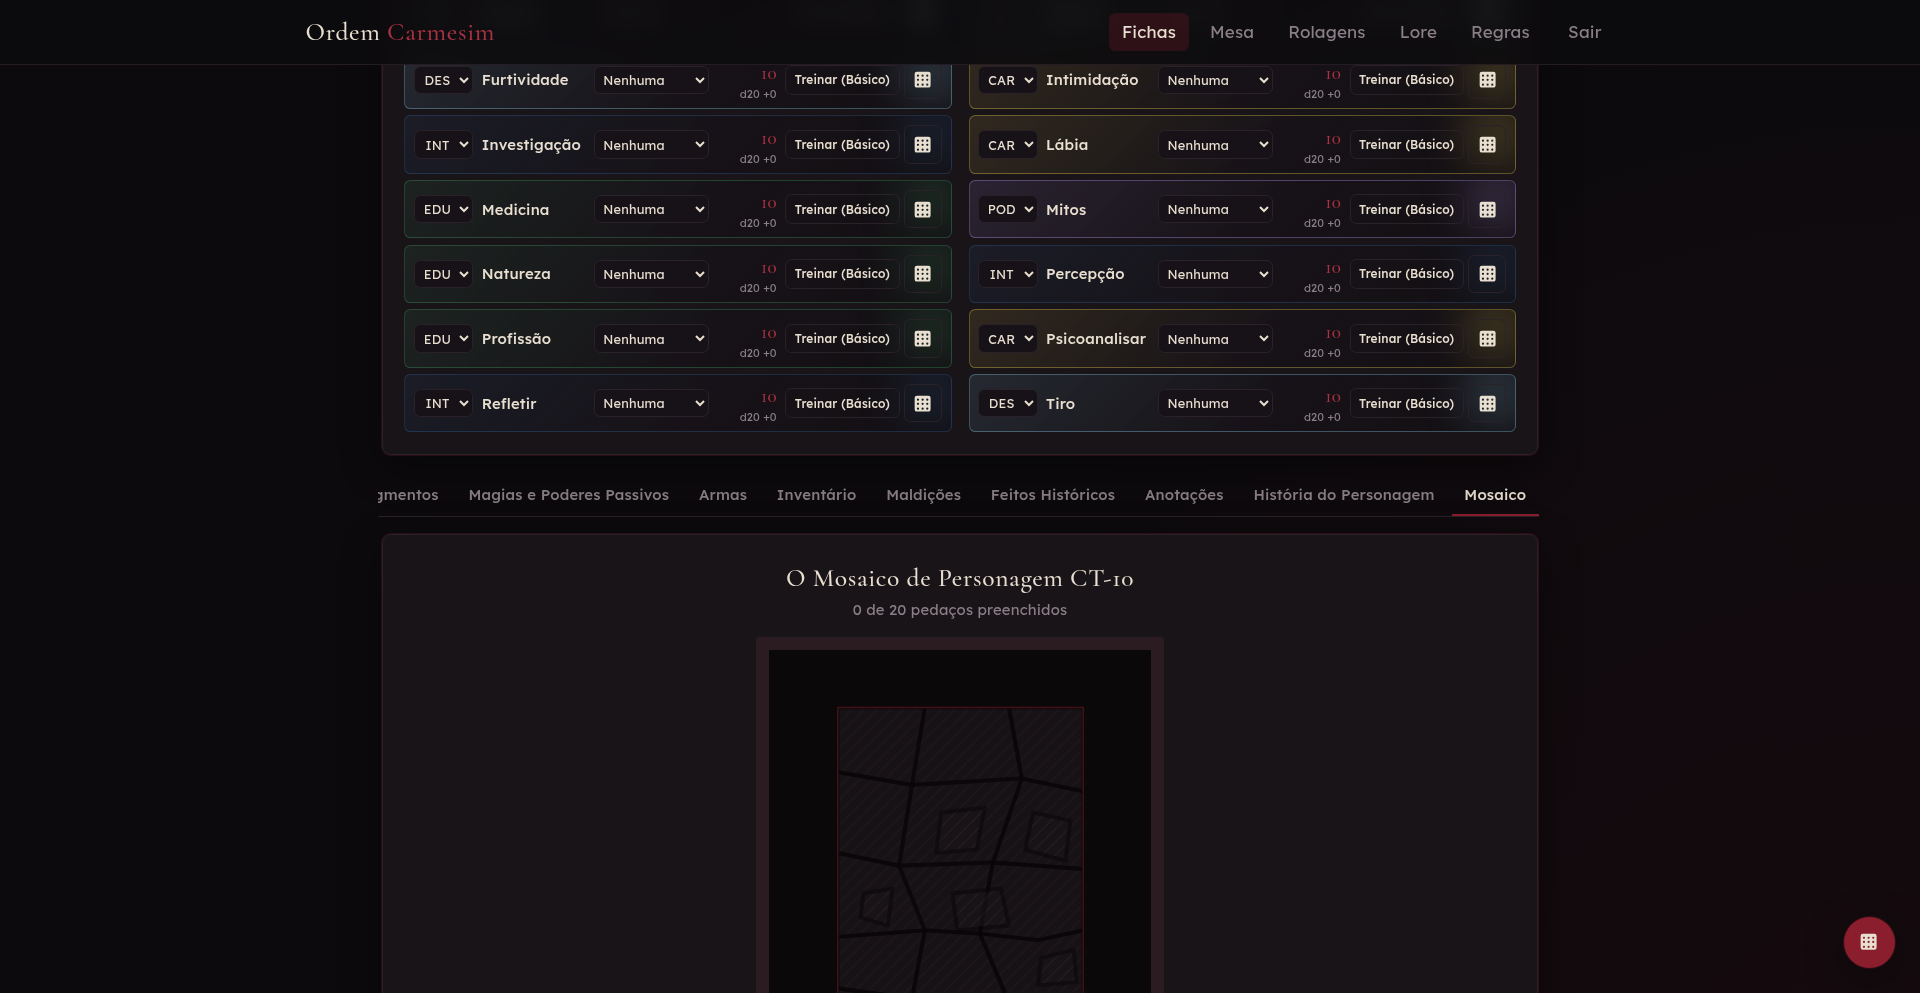 Ordem Carmesim Fichas Mesa Rolagens Lore Regras Sair
DES Furtividade Nenhuma 10 d20 +0 Treinar (Básico)
CAR Intimidação Nenhuma 10 d20 +0 Treinar (Básico)
INT Investigação Nenhuma 10 d20 +0 Treinar (Básico)
CAR Lábia Nenhuma 10 d20 +0 Treinar (Básico)
EDU Medicina Nenhuma 10 d20 +0 Treinar (Básico)
POD Mitos Nenhuma 10 d20 +0 Treinar (Básico)
EDU Natureza Nenhuma 10 d20 +0 Treinar (Básico)
INT Percepção Nenhuma 10 d20 +0 Treinar (Básico)
EDU Profissão Nenhuma 10 d20 +0 Treinar (Básico)
CAR Psicoanalisar Nenhuma 10 d20 +0 Treinar (Básico)
INT Refletir Nenhuma 10 d20 +0 Treinar (Básico)
DES Tiro Nenhuma 10 d20 +0 Treinar (Básico)
gmentos Magias e Poderes Passivos Armas Inventário Maldições Feitos Históricos Anotações História do Personagem Mosaico
O Mosaico de Personagem CT-10
0 de 20 pedaços preenchidos